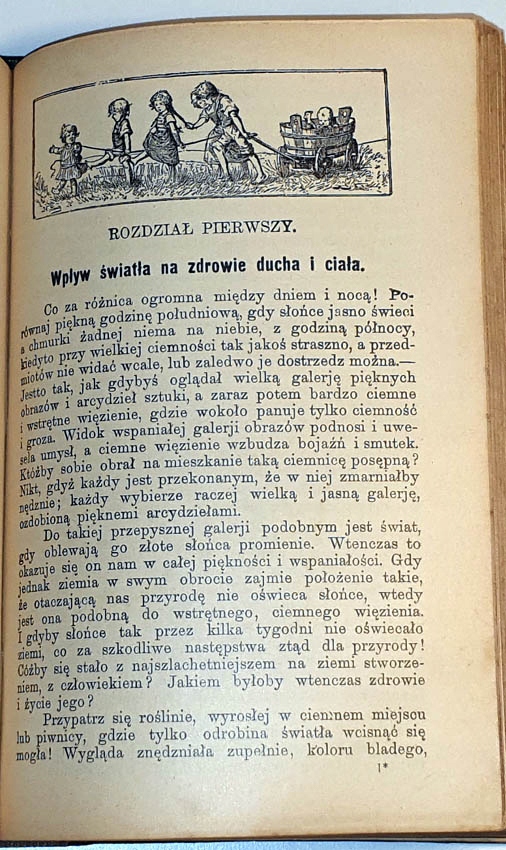 ROZDZIAŁ PIERWSZY.
Wpływ światła na zdrowie ducha i ciała.
Co za różnica ogromna między dniem i nocą! Po-
równaj piękną godzinę południową, gdy słońce jasno świeci
a chmurki żadnej niema na niebie, z godziną północy,
kiedyto przy wielkiej ciemności tak jakoś straszno, a przed-
miotów nie widać wcale, lub zaledwo je dostrzedz można.—
Jestto tak, jak gdybyś oglądał wielką galerję pięknych
obrazów i arcydzieł sztuki, a zaraz potem bardzo ciemne
i wstrętne więzienie, gdzie wokoło panuje tylko ciemność
i groza. Widok wspaniałej galerji obrazów podnosi i uwe-
sela umysł, a ciemne więzienie wzbudza bojaźń i smutek.
Któżby sobie obrał na mieszkanie taką ciemnicę posępną?
Nikt, gdyż każdy jest przekonanym, że w niej zmarniałby
nędznie; każdy wybierze raczej wielką i jasną galerję,
ozdobioną pięknemi arcydziełami.
Do takiej przepysznej galerji podobnym jest świat,
gdy oblewają go złote słońca promienie. Wtenczas to
okazuje się on nam w całej piękności i wspaniałości. Gdy
jednak ziemia w swym obrocie zajmie położenie takie,
że otaczającą nas przyrodę nie oświeca słońce, wtedy
jest ona podobną do wstrętnego, ciemnego więzienia.
I gdyby słońce tak przez kilka tygodni nie oświecało
ziemi, co za szkodliwe następstwa ztąd dla przyrody!
Cóżby się stało z najszlachetniejszem na ziemi stworze-
niem, z człowiekiem? Jakiem byłoby wtenczas zdrowie
i życie jego?
Przypatrz się roślinie, wyrosłej w ciemnem miejscu
lub piwnicy, gdzie tylko odrobina światła wcisnąć się
mogła! Wygląda znędzniała zupełnie, koloru bladego,
1*